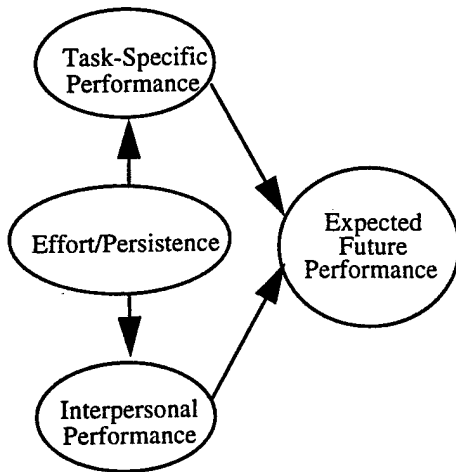 Task-Specific
Performance
Effort/Persistence
Expected
Future
Performance
Interpersonal
Performance